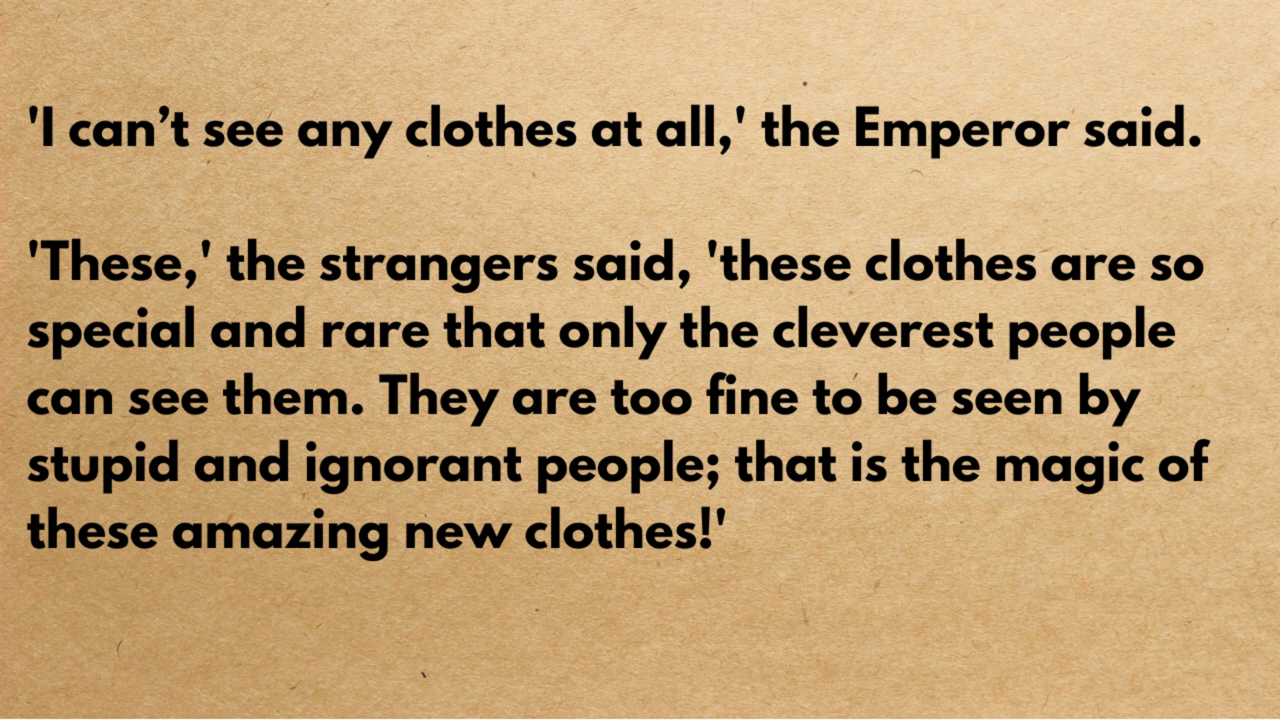 'I can’t see any clothes at all,' the Emperor said.
'These,' the strangers said, 'these clothes are so
special and rare that only the cleverest people
can see them. They are too fine to be seen by
stupid and ignorant people; that is the magic of
these amazing new clothes!'